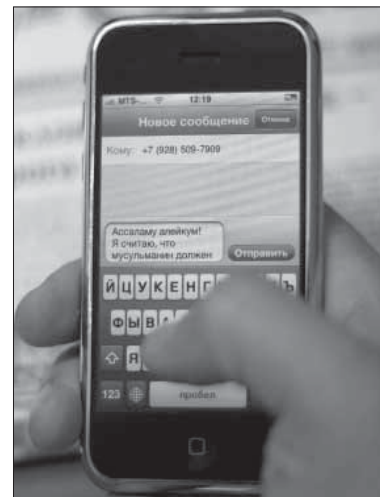 MTS-... 12:19
Новое сообщение Отмена
Кому: +7 (928) 509-7909
Ассаламу алейкум!
Я считаю, что
мусульманин должен
Отправить
Й Ц У К Е Н Г Ъ
Ф Ы В А
Я
123 пробел